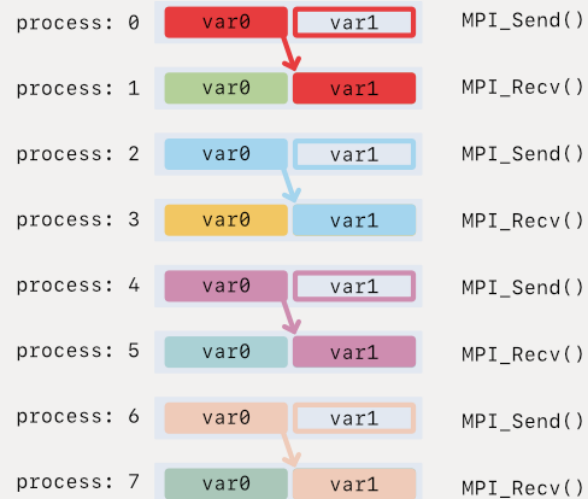 process: 0 var0 var1 MPI_Send()
process: 1 var0 var1 MPI_Recv()
process: 2 var0 var1 MPI_Send()
process: 3 var0 var1 MPI_Recv()
process: 4 var0 var1 MPI_Send()
process: 5 var0 var1 MPI_Recv()
process: 6 var0 var1 MPI_Send()
process: 7 var0 var1 MPI_Recv()